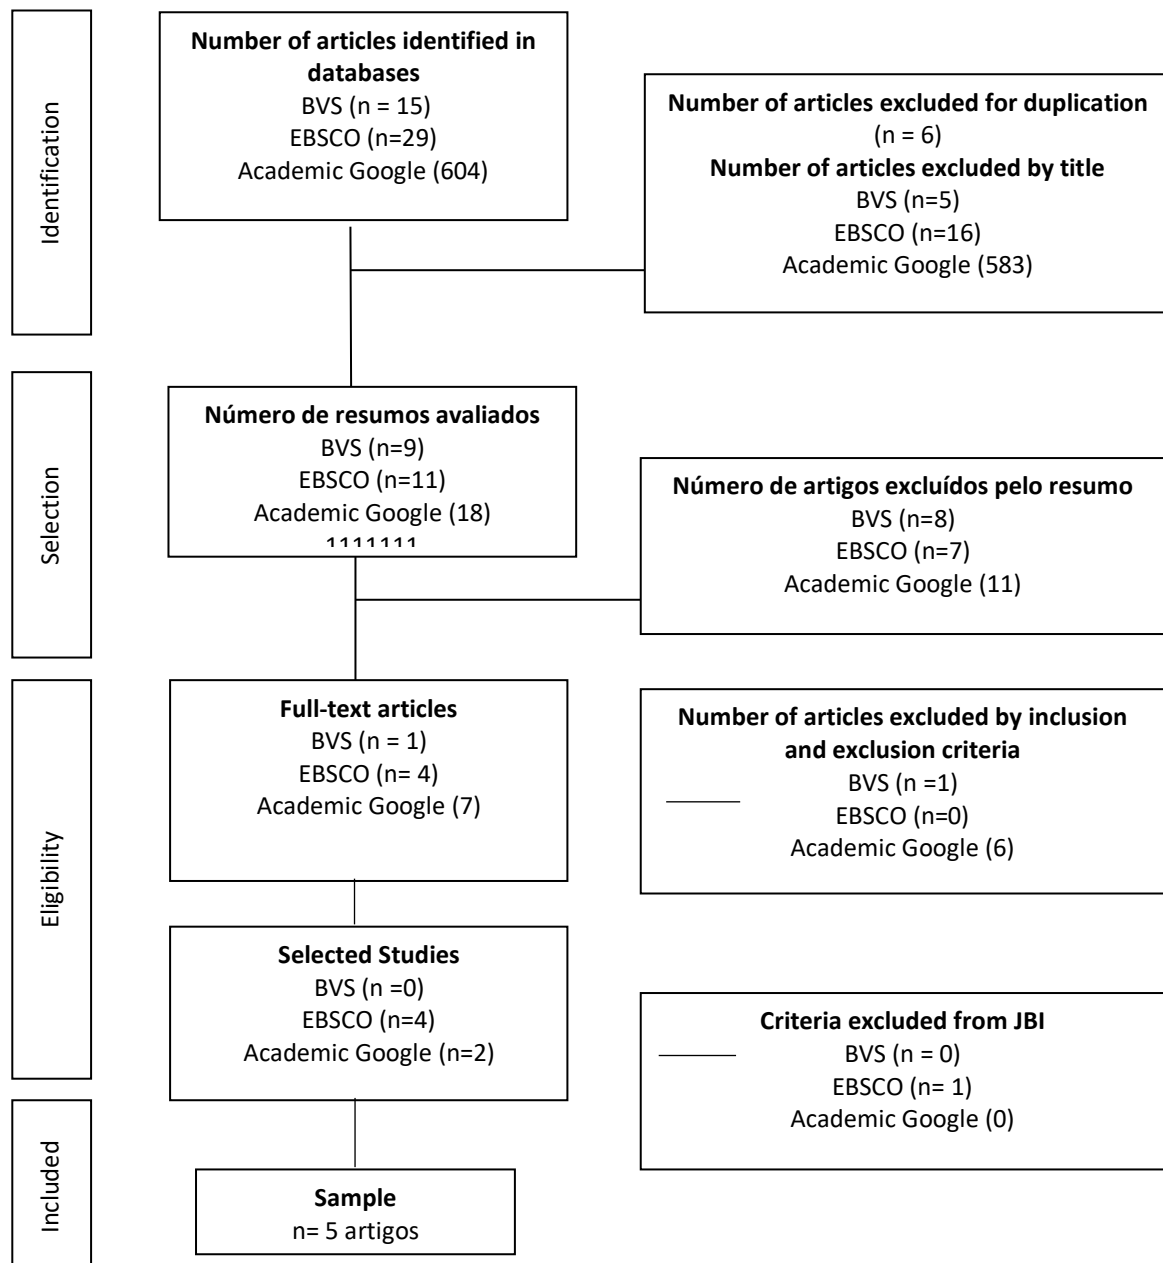 Identification
Number of articles identified in
databases
BVS (n = 15)
EBSCO (n=29)
Academic Google (604)
Number of articles excluded for duplication
(n = 6)
Number of articles excluded by title
BVS (n=5)
EBSCO (n=16)
Academic Google (583)
Selection
Número de resumos avaliados
BVS (n=9)
EBSCO (n=11)
Academic Google (18)
Número de artigos excluídos pelo resumo
BVS (n=8)
EBSCO (n=7)
Academic Google (11)
Eligibility
Full-text articles
BVS (n = 1)
EBSCO (n= 4)
Academic Google (7)
Number of articles excluded by inclusion
and exclusion criteria
BVS (n =1)
EBSCO (n=0)
Academic Google (6)
Selected Studies
BVS (n =0)
EBSCO (n=4)
Academic Google (n=2)
Criteria excluded from JBI
BVS (n = 0)
EBSCO (n= 1)
Academic Google (0)
Included
Sample
n= 5 artigos